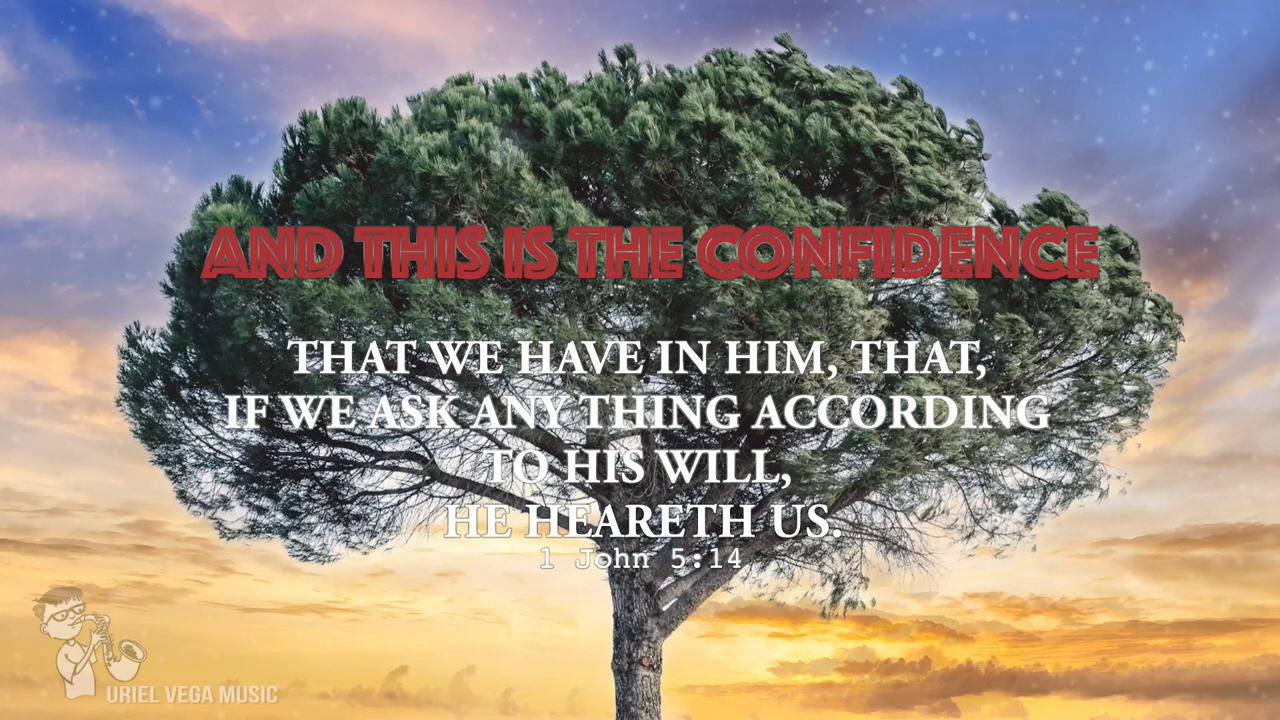 AND THIS IS THE CONFIDENCE
THAT WE HAVE IN HIM, THAT,
IF WE ASK ANY THING ACCORDING
TO HIS WILL,
HE HEARETH US.
1 John 5:14
URIEL VEGA MUSIC